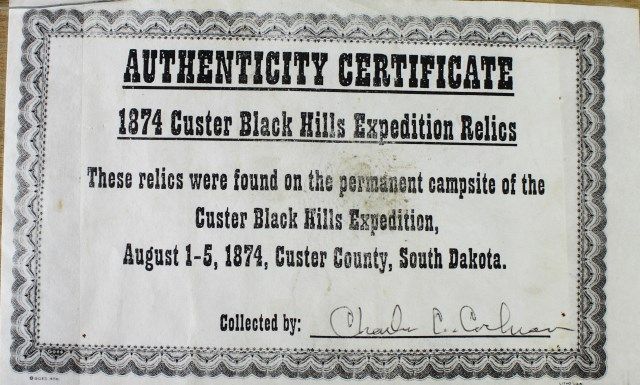 AUTHENTICITY CERTIFICATE
1874 Custer Black Hills Expedition Relics
These relics were found on the permanent campsite of the
Custer Black Hills Expedition,
August 1-5, 1874, Custer County, South Dakota.
Collected by: Charles C.